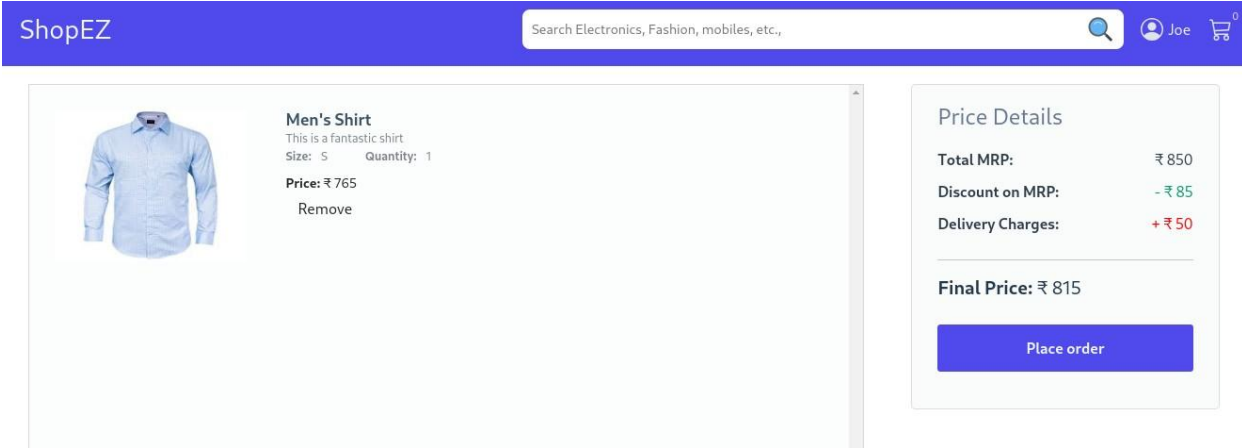 ShopEZ
Search Electronics, Fashion, mobiles, etc.,
Joe
0
Men's Shirt
This is a fantastic shirt
Size: S Quantity: 1
Price: ₹ 765
Remove
Price Details
Total MRP: ₹ 850
Discount on MRP: - ₹ 85
Delivery Charges: + ₹ 50
Final Price: ₹ 815
Place order